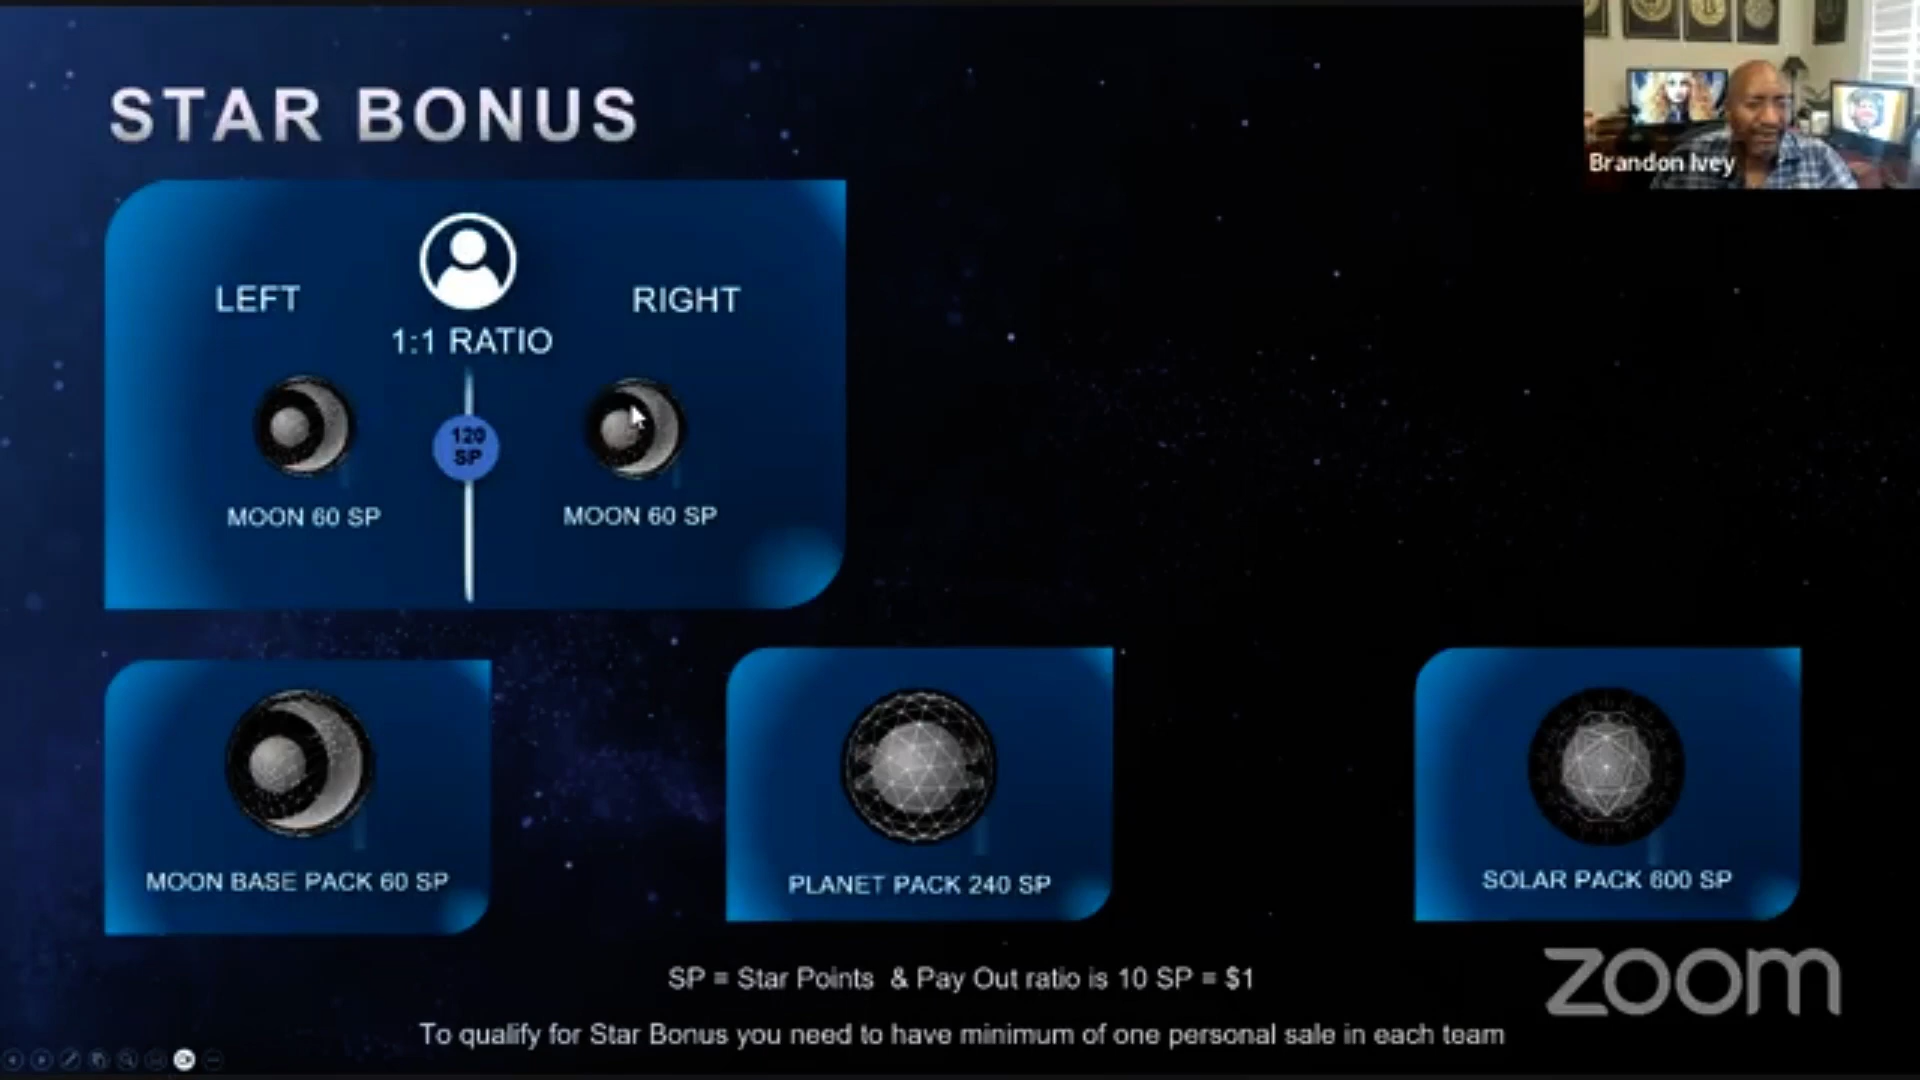 STAR BONUS
Brandon Ivey
LEFT
RIGHT
1:1 RATIO
120
SP
MOON 60 SP
MOON 60 SP
MOON BASE PACK 60 SP
PLANET PACK 240 SP
SOLAR PACK 600 SP
SP = Star Points & Pay Out ratio is 10 SP = $1
zoom
To qualify for Star Bonus you need to have minimum of one personal sale in each team